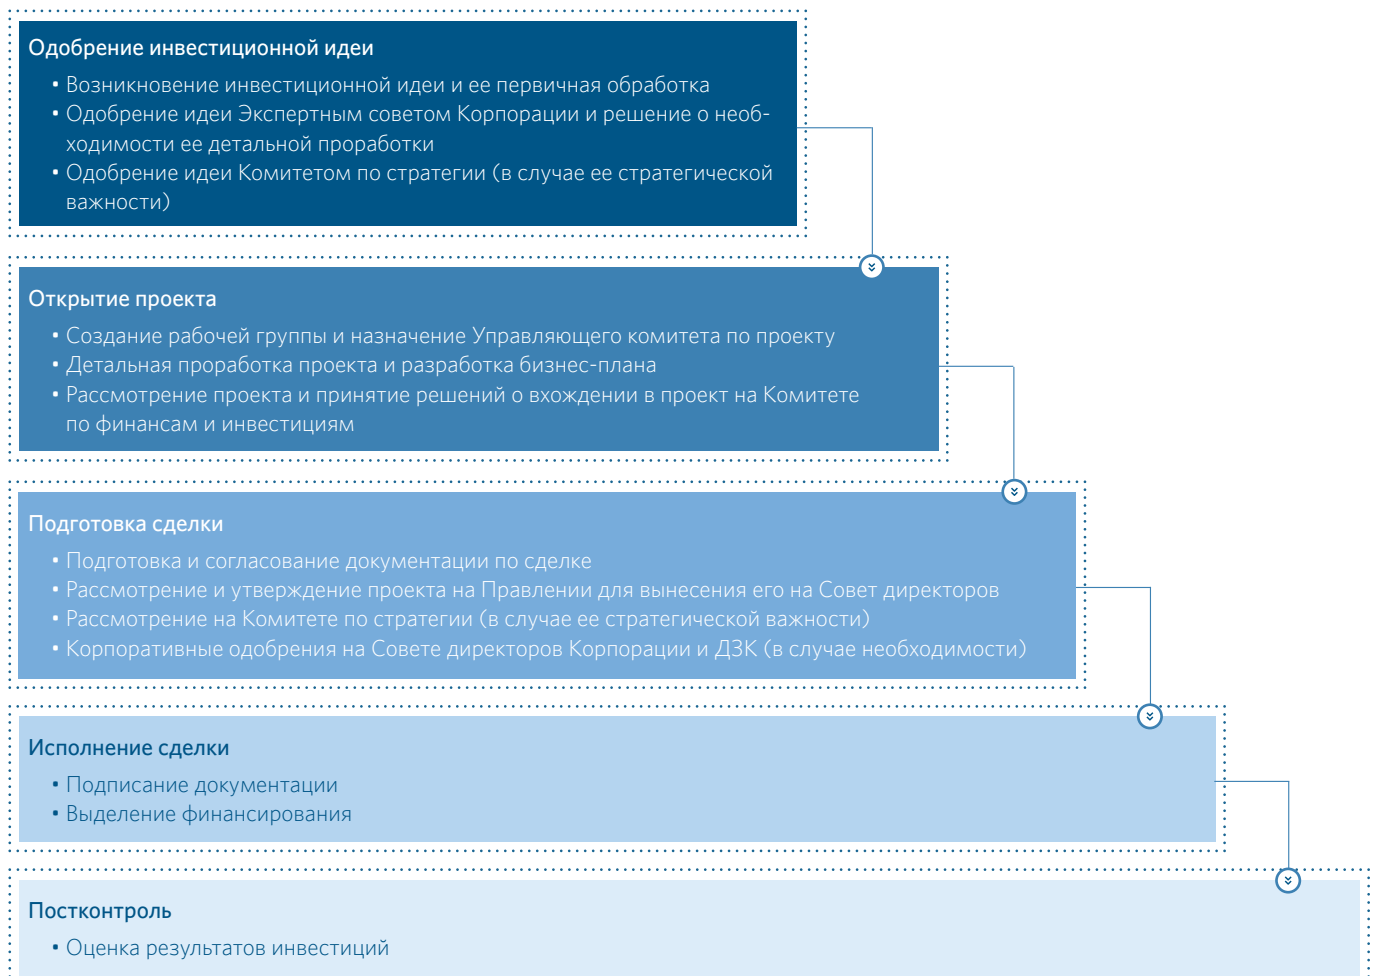 Одобрение инвестиционной идеи
• Возникновение инвестиционной идеи и ее первичная обработка
• Одобрение идеи Экспертным советом Корпорации и решение о необ-
ходимости ее детальной проработки
• Одобрение идеи Комитетом по стратегии (в случае ее стратегической
важности)
Открытие проекта
• Создание рабочей группы и назначение Управляющего комитета по проекту
• Детальная проработка проекта и разработка бизнес-плана
• Рассмотрение проекта и принятие решений о вхождении в проект на Комитете
по финансам и инвестициям
Подготовка сделки
• Подготовка и согласование документации по сделке
• Рассмотрение и утверждение проекта на Правлении для вынесения его на Совет директоров
• Рассмотрение на Комитете по стратегии (в случае ее стратегической важности)
• Корпоративные одобрения на Совете директоров Корпорации и ДЗК (в случае необходимости)
Исполнение сделки
• Подписание документации
• Выделение финансирования
Постконтроль
• Оценка результатов инвестиций